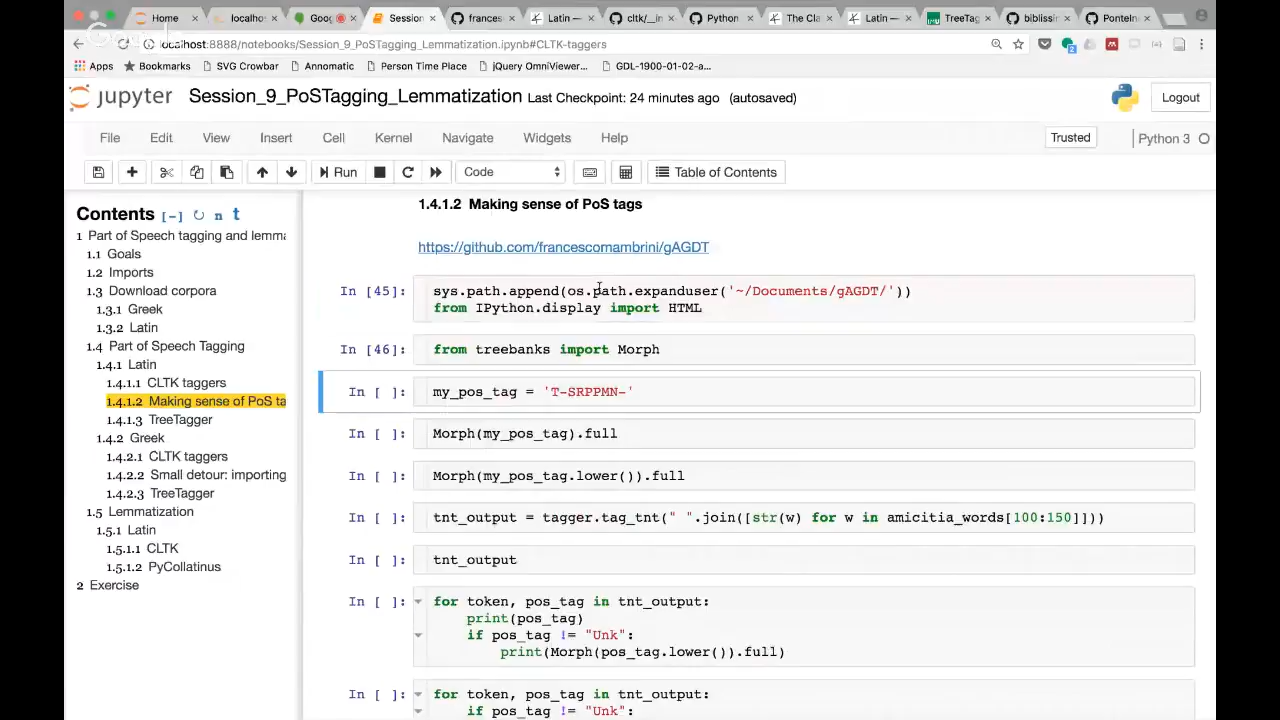 Home
localhos
Goog
Session
frances
Latin —
cltk/__in
Python
The Cla
Latin —
TreeTag
biblissim
PonteIn
localhost:8888/notebooks/Session_9_PoSTagging_Lemmatization.ipynb#CLTK-taggers
Apps Bookmarks SVG Crowbar Annomatic Person Time Place jQuery OmniViewer... GDL-1900-01-02-a...
jupyter Session_9_PoSTagging_Lemmatization Last Checkpoint: 24 minutes ago (autosaved) Logout
File Edit View Insert Cell Kernel Navigate Widgets Help Trusted Python 3
Run Code Table of Contents
Contents [-] n t
1 Part of Speech tagging and lemma
1.1 Goals
1.2 Imports
1.3 Download corpora
1.3.1 Greek
1.3.2 Latin
1.4 Part of Speech Tagging
1.4.1 Latin
1.4.1.1 CLTK taggers
1.4.1.2 Making sense of PoS ta
1.4.1.3 TreeTagger
1.4.2 Greek
1.4.2.1 CLTK taggers
1.4.2.2 Small detour: importing
1.4.2.3 TreeTagger
1.5 Lemmatization
1.5.1 Latin
1.5.1.1 CLTK
1.5.1.2 PyCollatinus
2 Exercise
1.4.1.2 Making sense of PoS tags
https://github.com/francescomambrini/gAGDT
In [45]: sys.path.append(os.path.expanduser('~/Documents/gAGDT/'))
from IPython.display import HTML
In [46]: from treebanks import Morph
In [ ]: my_pos_tag = 'T-SRPPMN-'
In [ ]: Morph(my_pos_tag).full
In [ ]: Morph(my_pos_tag.lower()).full
In [ ]: tnt_output = tagger.tag_tnt(" ".join([str(w) for w in amicitia_words[100:150]]))
In [ ]: tnt_output
In [ ]: for token, pos_tag in tnt_output:
print(pos_tag)
if pos_tag != "Unk":
print(Morph(pos_tag.lower()).full)
In [ ]: for token, pos_tag in tnt_output:
if pos_tag != "Unk":